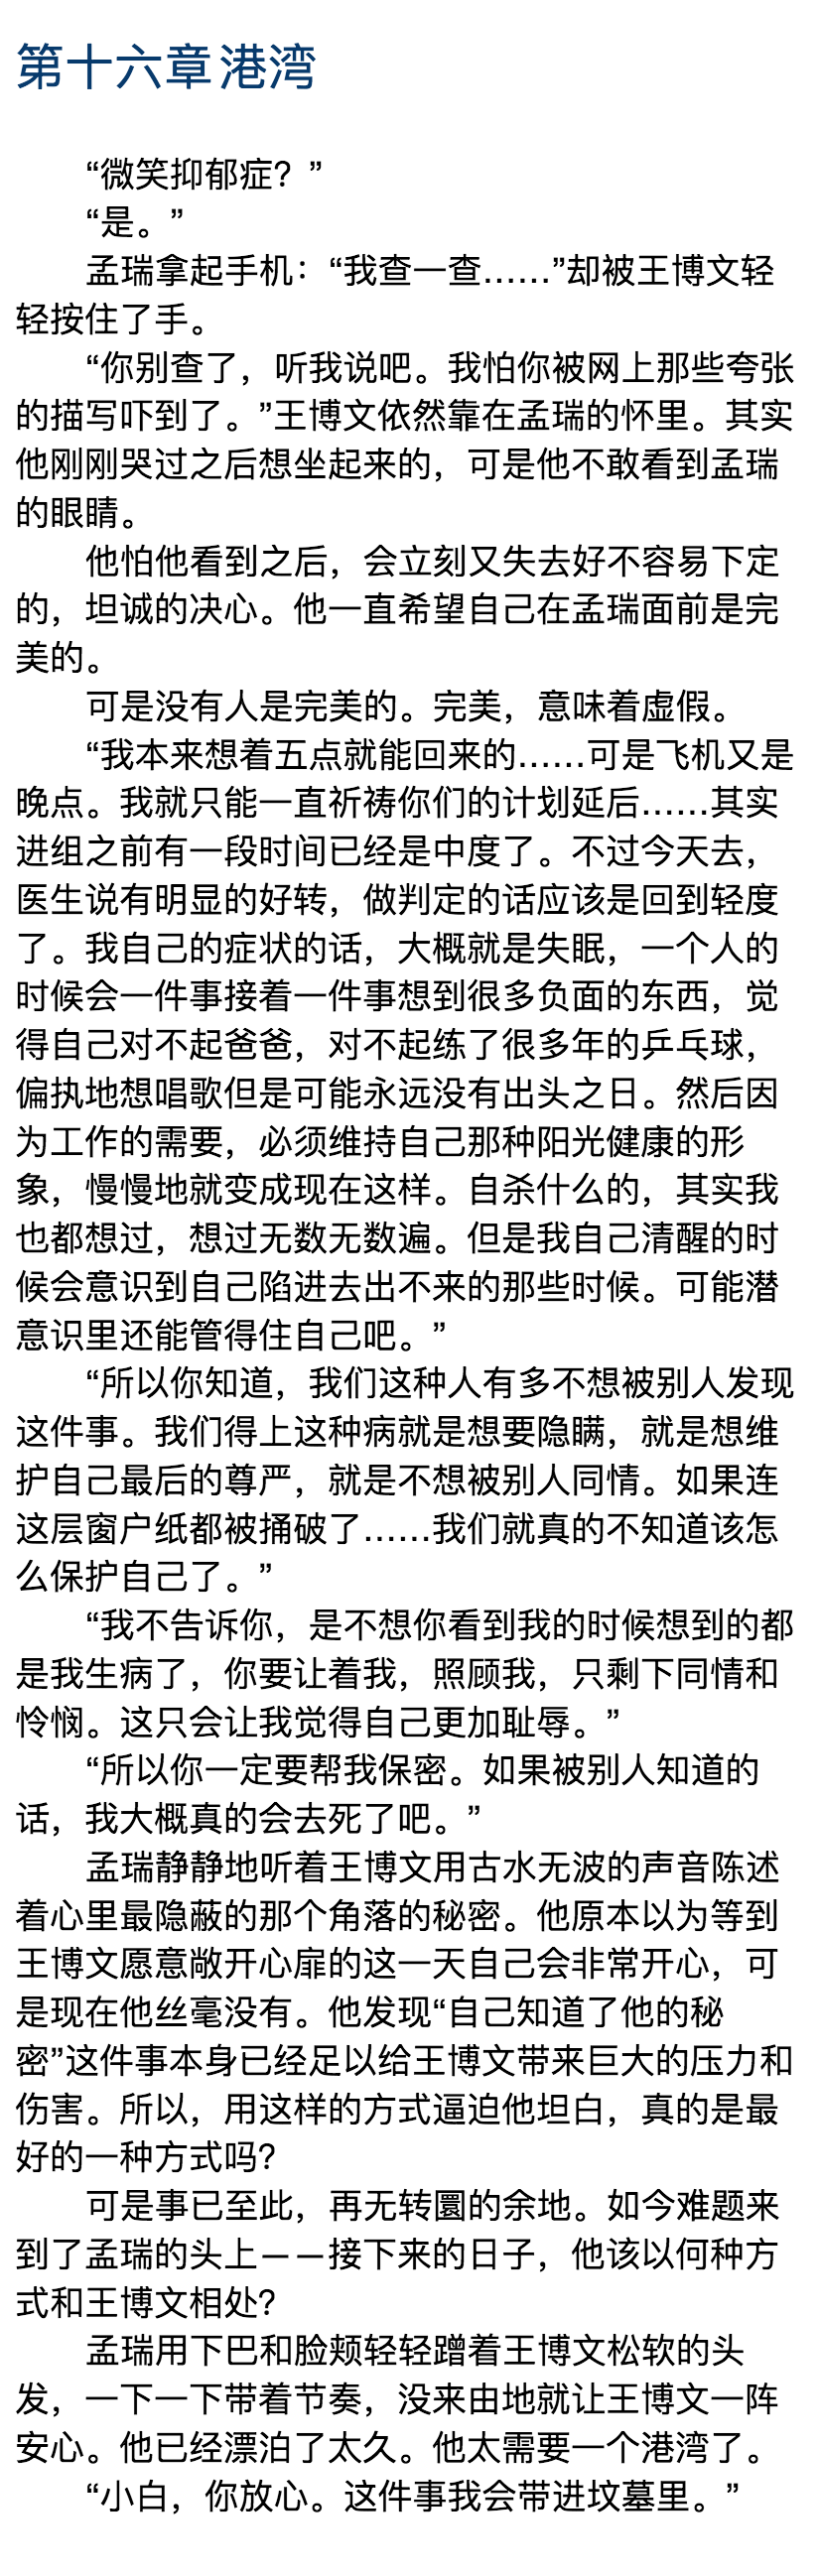 第十六章 港湾
“微笑抑郁症？”
“是。”
孟瑞拿起手机：“我查一查……”却被王博文轻
轻按住了手。
“你别查了，听我说吧。我怕你被网上那些夸张
的描写吓到了。”王博文依然靠在孟瑞的怀里。其实
他刚刚哭过之后想坐起来的，可是他不敢看到孟瑞
的眼睛。
他怕他看到之后，会立刻又失去好不容易下定
的，坦诚的决心。他一直希望自己在孟瑞面前是完
美的。
可是没有人是完美的。完美，意味着虚假。
“我本来想着五点就能回来的……可是飞机又是
晚点。我就只能一直祈祷你们的计划延后……其实
进组之前有一段时间已经是中度了。不过今天去，
医生说有明显的好转，做判定的话应该是回到轻度
了。我自己的症状的话，大概就是失眠，一个人的
时候会一件事接着一件事想到很多负面的东西，觉
得自己对不起爸爸，对不起练了很多年的乒乓球，
偏执地想唱歌但是可能永远没有出头之日。然后因
为工作的需要，必须维持自己那种阳光健康的形
象，慢慢地就变成现在这样。自杀什么的，其实我
也都想过，想过无数无数遍。但是我自己清醒的时
候会意识到自己陷进去出不来的那些时候。可能潜
意识里还能管得住自己吧。”
“所以你知道，我们这种人有多不想被别人发现
这件事。我们得上这种病就是想要隐瞒，就是想维
护自己最后的尊严，就是不想被别人同情。如果连
这层窗户纸都被捅破了……我们就真的不知道该怎
么保护自己了。”
“我不告诉你，是不想你看到我的时候想到的都
是我生病了，你要让着我，照顾我，只剩下同情和
怜悯。这只会让我觉得自己更加耻辱。”
“所以你一定要帮我保密。如果被别人知道的
话，我大概真的会去死了吧。”
孟瑞静静地听着王博文用古水无波的声音陈述
着心里最隐蔽的那个角落的秘密。他原本以为等到
王博文愿意敞开心扉的这一天自己会非常开心，可
是现在他丝毫没有。他发现“自己知道了他的秘
密”这件事本身已经足以给王博文带来巨大的压力和
伤害。所以，用这样的方式逼迫他坦白，真的是最
好的一种方式吗？
可是事已至此，再无转圜的余地。如今难题来
到了孟瑞的头上——接下来的日子，他该以何种方
式和王博文相处？
孟瑞用下巴和脸颊轻轻蹭着王博文松软的头
发，一下一下带着节奏，没来由地就让王博文一阵
安心。他已经漂泊了太久。他太需要一个港湾了。
“小白，你放心。这件事我会带进坟墓里。”